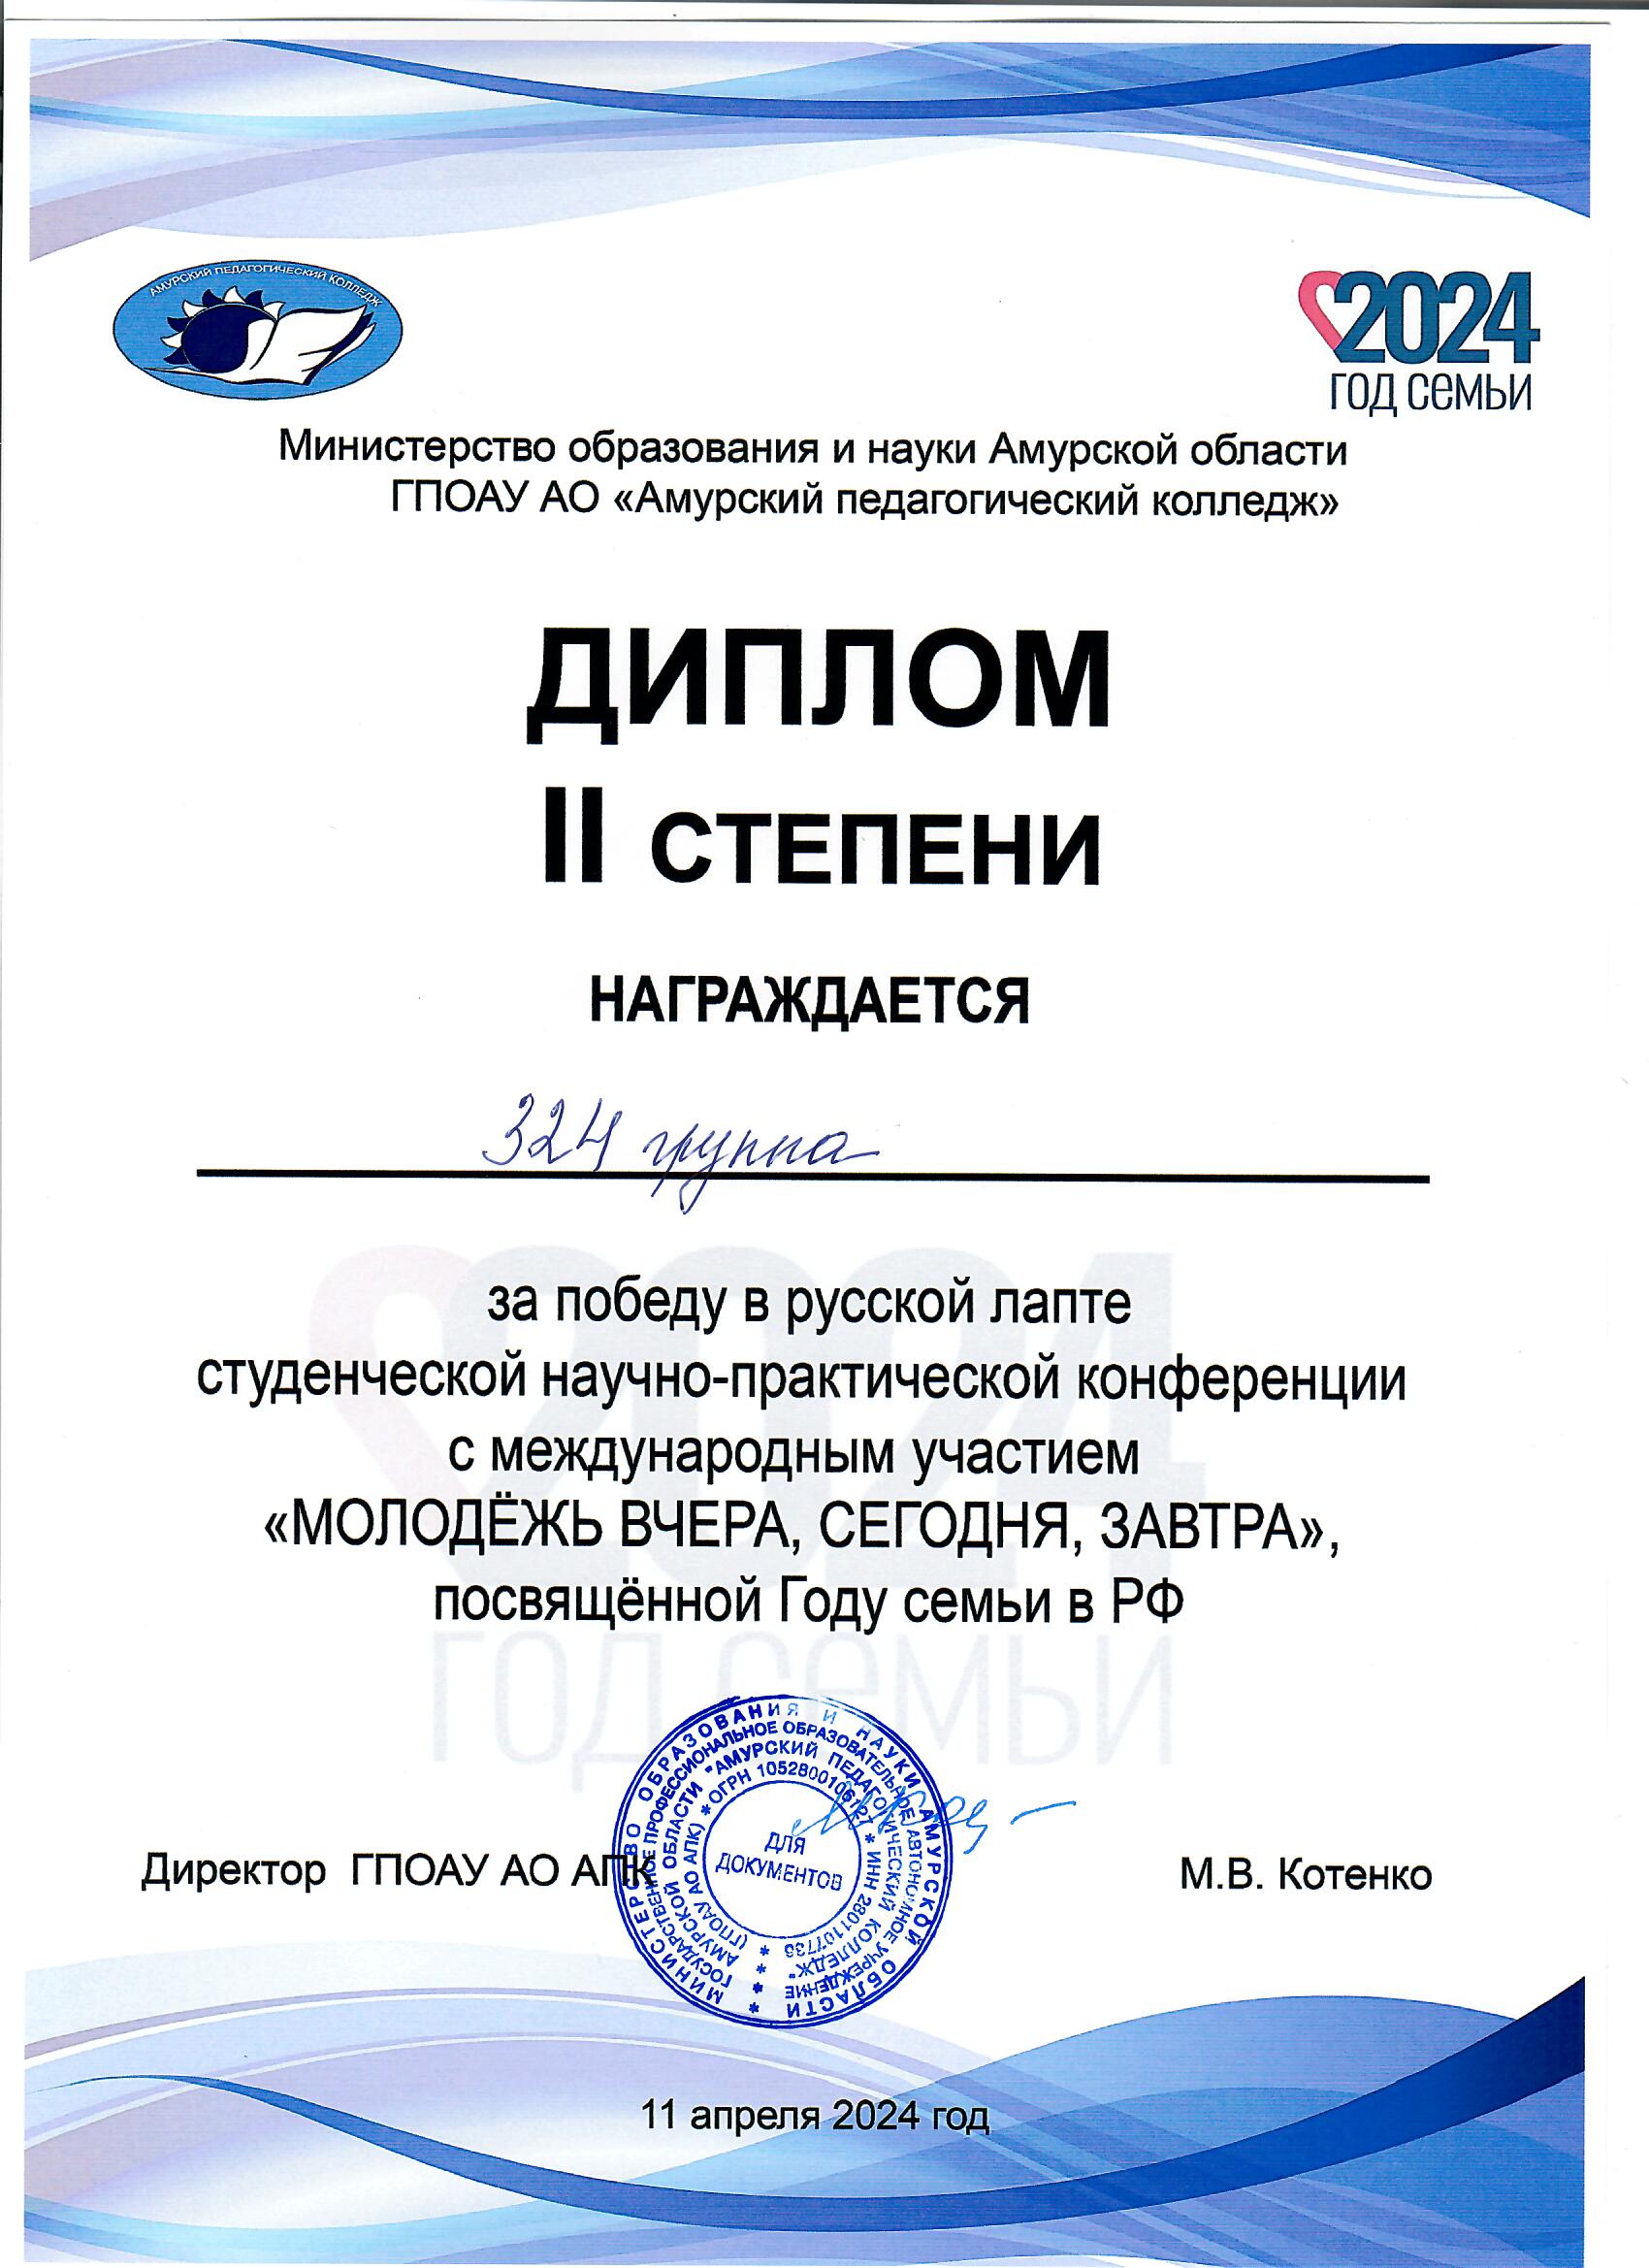 АМУРСКИЙ ПЕДАГОГИЧЕСКИЙ КОЛЛЕДЖ
2024
ГОД СЕМЬИ
Министерство образования и науки Амурской области
ГПОАУ АО «Амурский педагогический колледж»
ДИПЛОМ
II СТЕПЕНИ
НАГРАЖДАЕТСЯ
324 группа
за победу в русской лапте
студенческой научно-практической конференции
с международным участием
«МОЛОДЁЖЬ ВЧЕРА, СЕГОДНЯ, ЗАВТРА»,
посвящённой Году семьи в РФ
2024
ГОД СЕМЬИ
Директор ГПОАУ АО АПК
М.В. Котенко
МИНИСТЕРСТВО ОБРАЗОВАНИЯ И НАУКИ АМУРСКОЙ ОБЛАСТИ
ГОСУДАРСТВЕННОЕ ПРОФЕССИОНАЛЬНОЕ ОБРАЗОВАТЕЛЬНОЕ АВТОНОМНОЕ УЧРЕЖДЕНИЕ
АМУРСКОЙ ОБЛАСТИ "АМУРСКИЙ ПЕДАГОГИЧЕСКИЙ КОЛЛЕДЖ"
(ГПОАУ АО АПК) * ОГРН 1052800106127 * ИНН 2801107736
ДЛЯ
ДОКУМЕНТОВ
11 апреля 2024 год